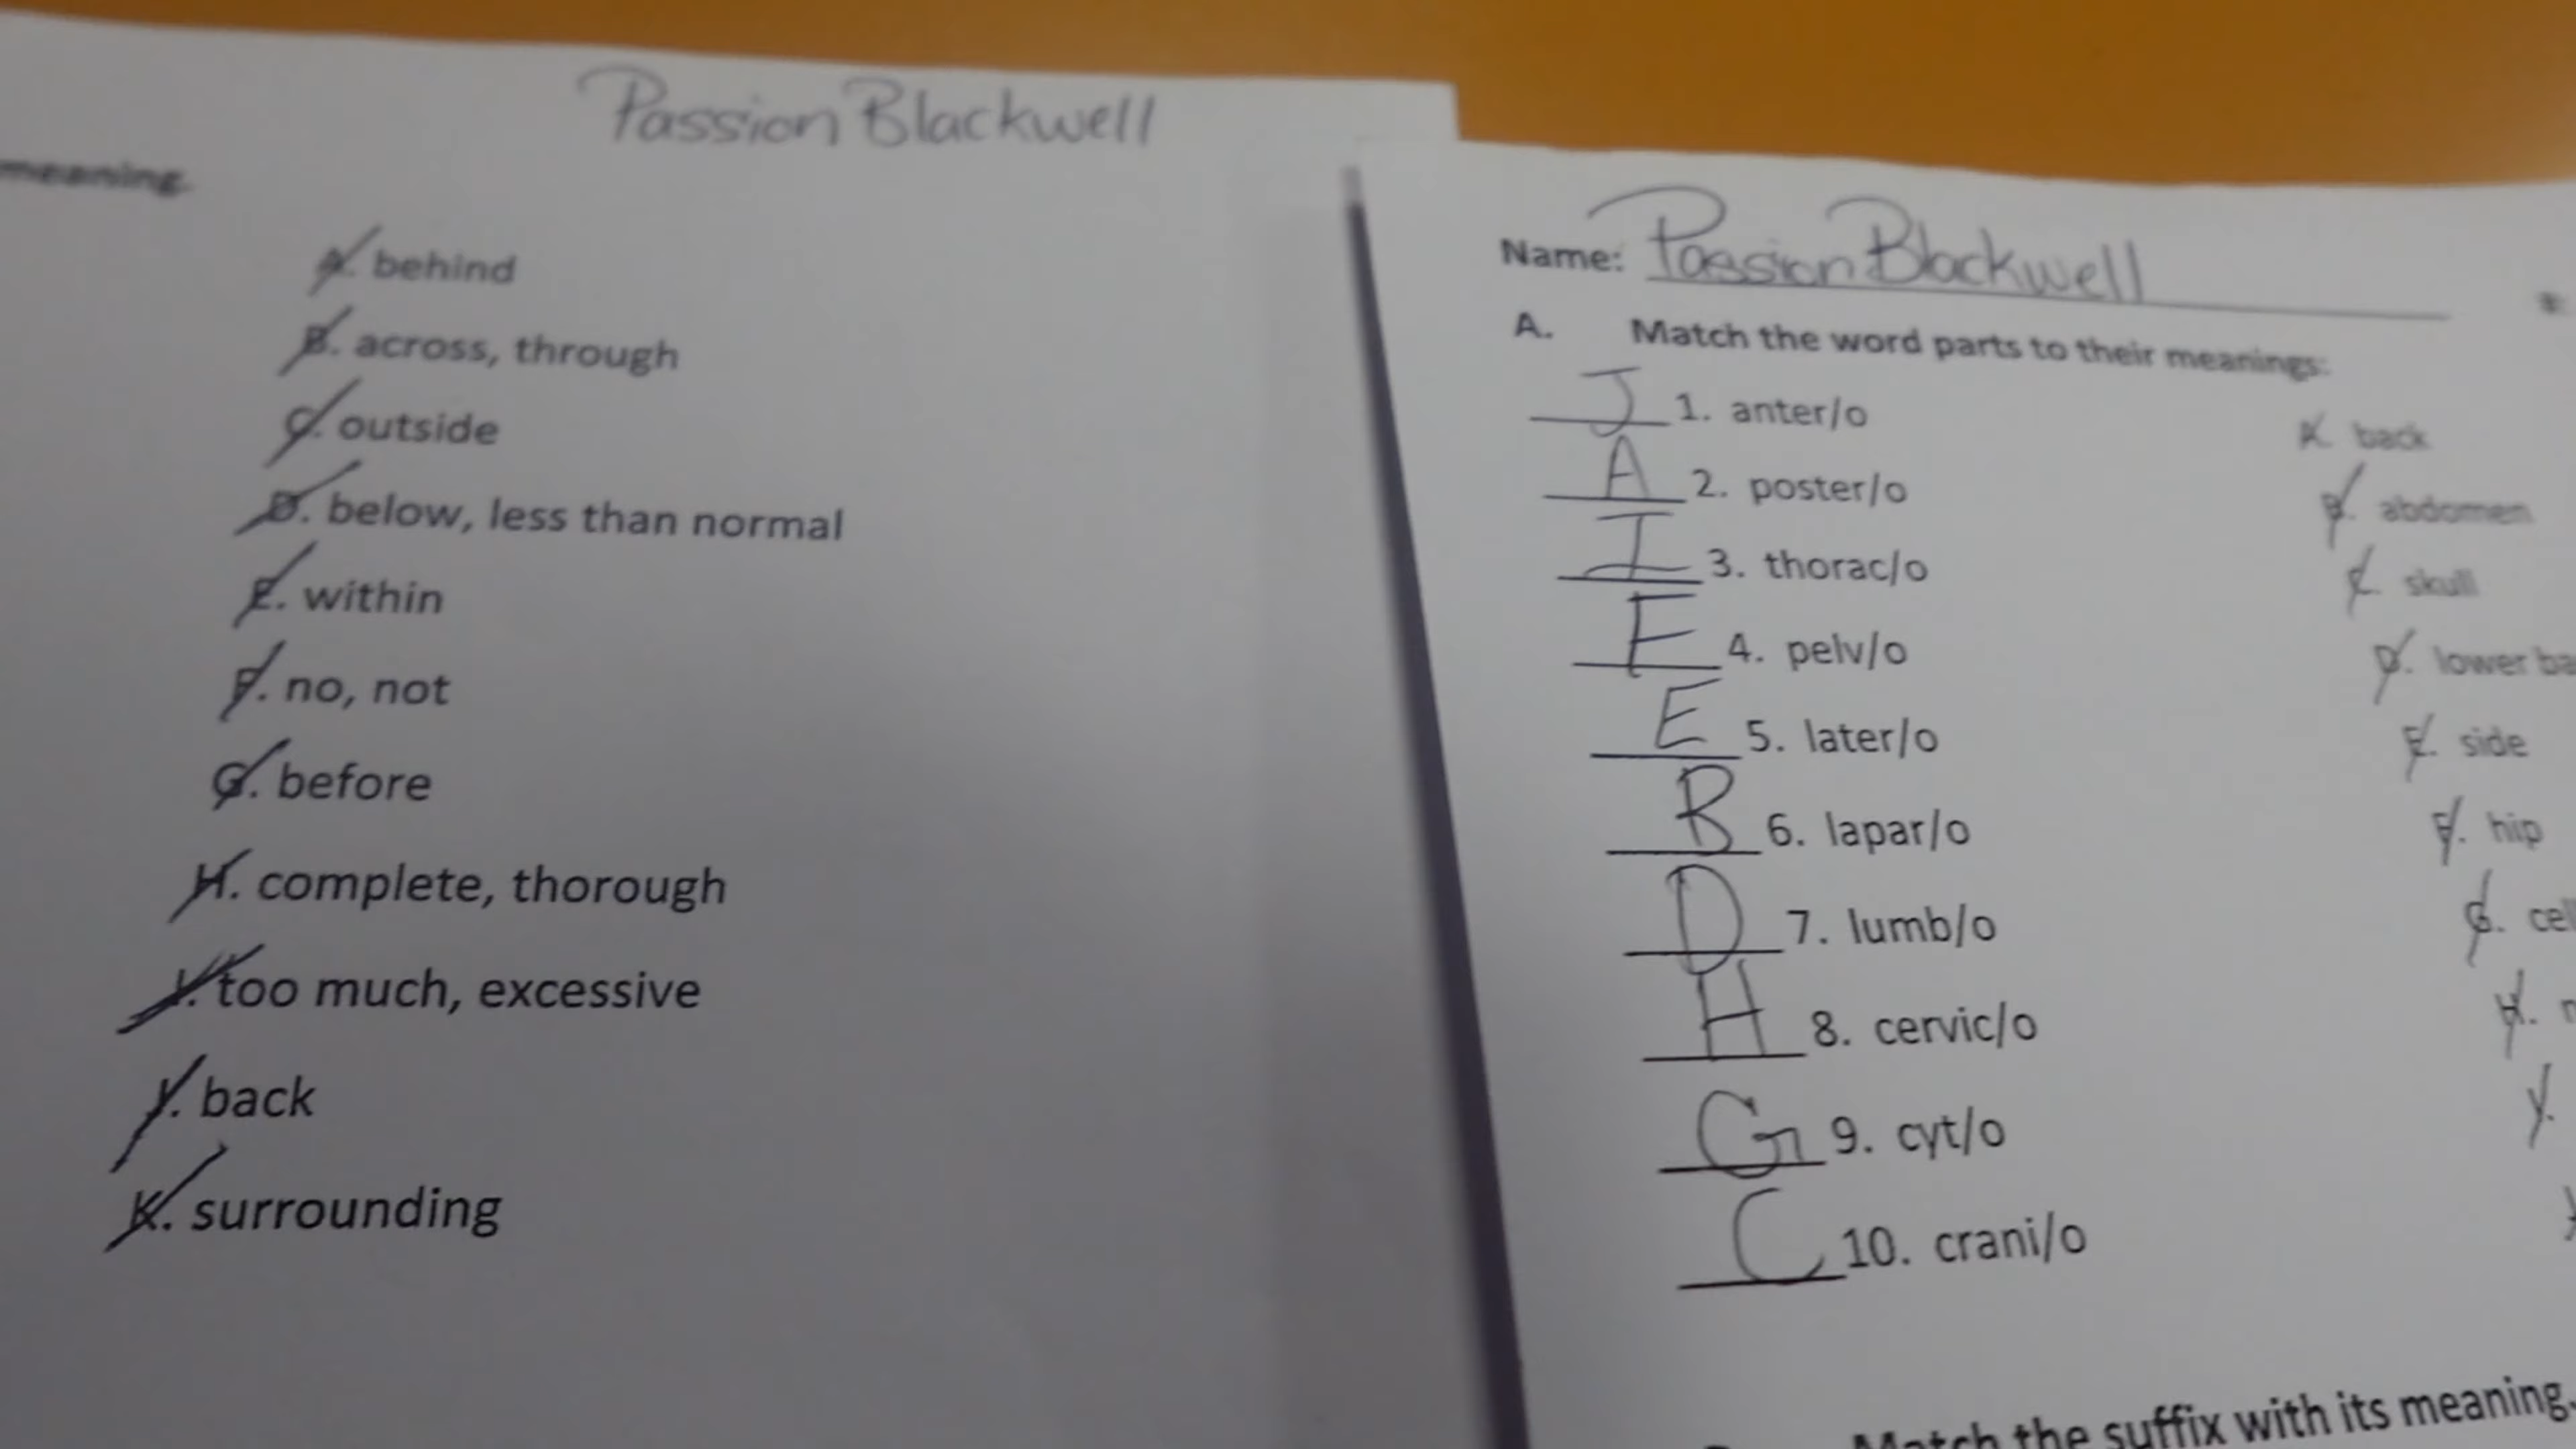 Passion Blackwell
meaning.
A. behind
B. across, through
C. outside
D. below, less than normal
E. within
F. no, not
G. before
H. complete, thorough
I. too much, excessive
J. back
K. surrounding
Name: Passion Blackwell
A. Match the word parts to their meanings:
J 1. anter/o
A 2. poster/o
I 3. thorac/o
F 4. pelv/o
E 5. later/o
B 6. lapar/o
D 7. lumb/o
H 8. cervic/o
G 9. cyt/o
C 10. crani/o
A. back
B. abdomen
C. skull
D. lower
E. side
F. hip
G.
H.
Match the suffix with its meaning.